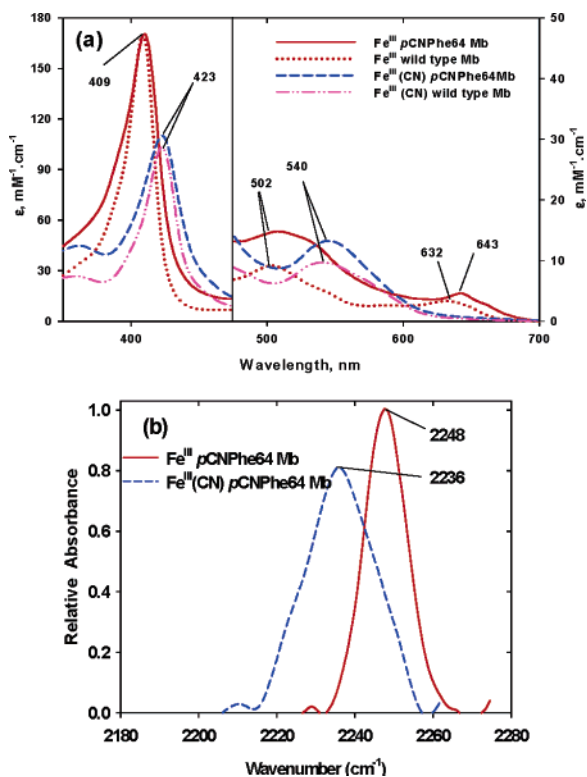 (a)
Fe^III pCNPhe64 Mb
Fe^III wild type Mb
Fe^III (CN) pCNPhe64Mb
Fe^III (CN) wild type Mb
180
150
120
90
60
30
0
ε, mM⁻¹.cm⁻¹
50
40
30
20
10
0
ε, mM⁻¹.cm⁻¹
409
423
502
540
632
643
400
500
600
700
Wavelength, nm
(b)
Fe^III pCNPhe64 Mb
Fe^III(CN) pCNPhe64 Mb
2248
2236
1.0
0.8
0.6
0.4
0.2
0.0
Relative Absorbance
2180
2200
2220
2240
2260
2280
Wavenumber (cm⁻¹)